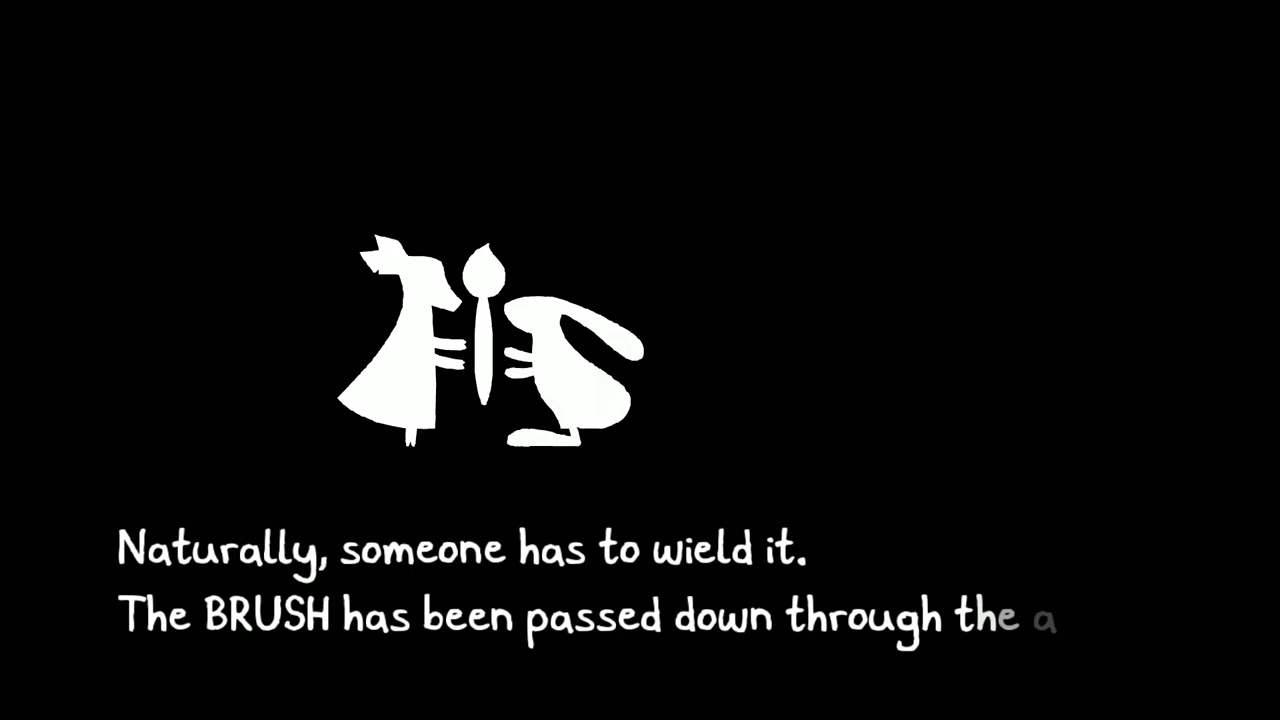 Naturally, someone has to wield it.
The BRUSH has been passed down through the a